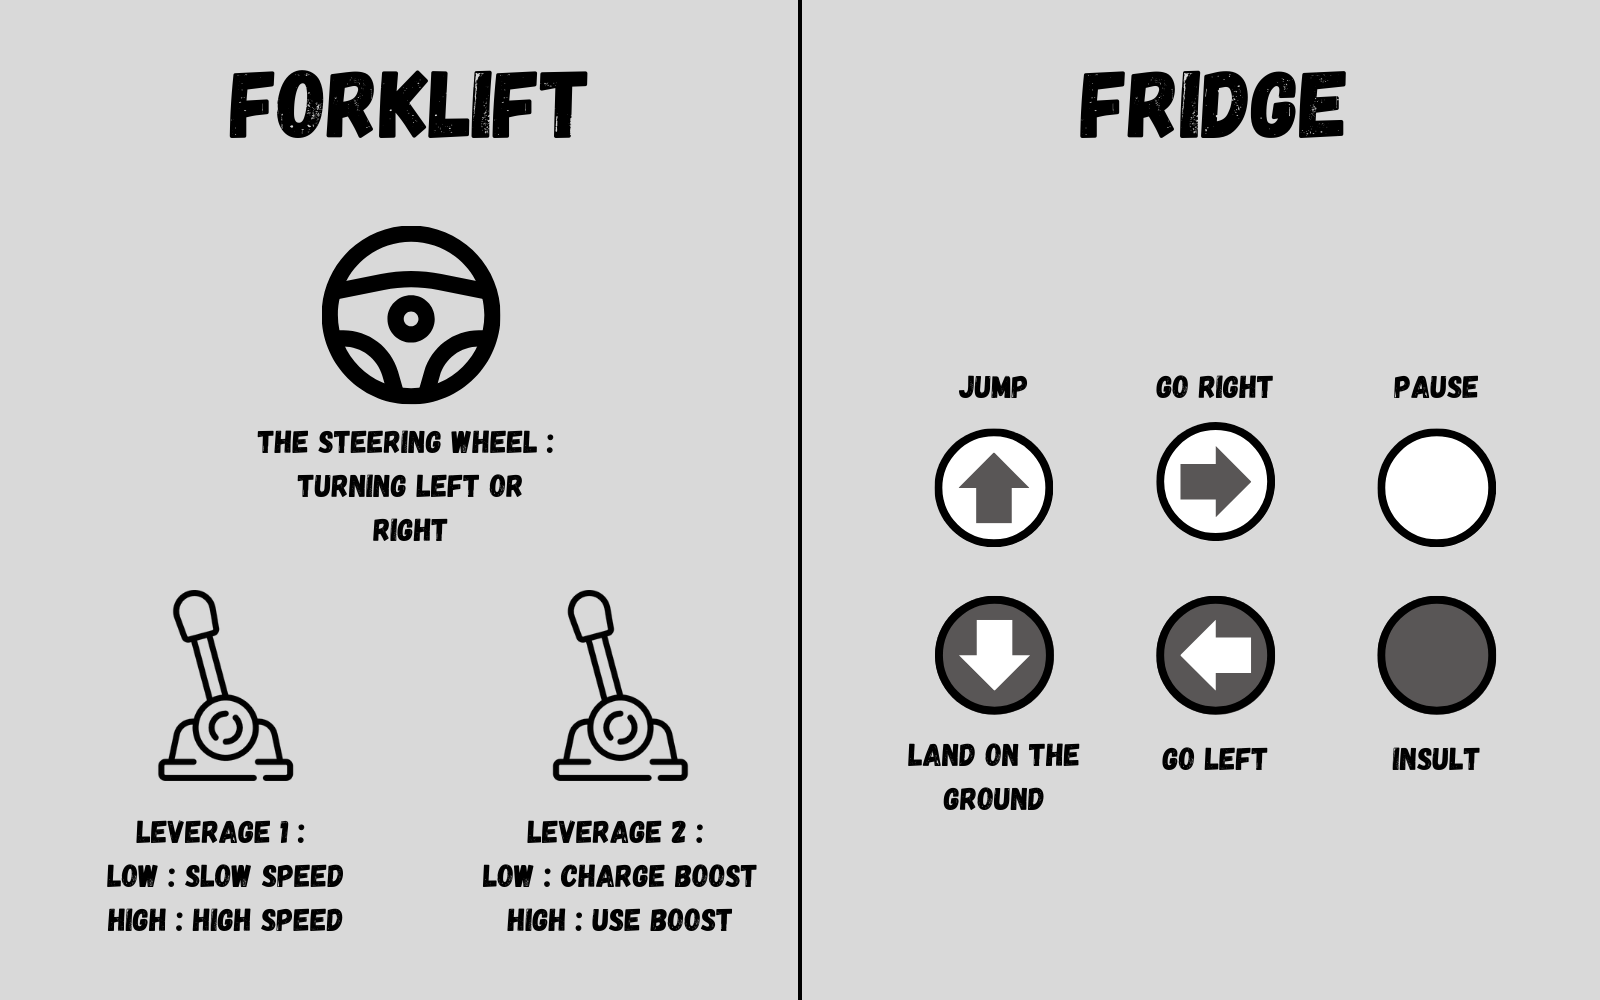 FORKLIFT
THE STEERING WHEEL :
TURNING LEFT OR
RIGHT
LEVERAGE 1 :
LOW : SLOW SPEED
HIGH : HIGH SPEED
LEVERAGE 2 :
LOW : CHARGE BOOST
HIGH : USE BOOST
FRIDGE
JUMP
GO RIGHT
PAUSE
LAND ON THE
GROUND
GO LEFT
INSULT